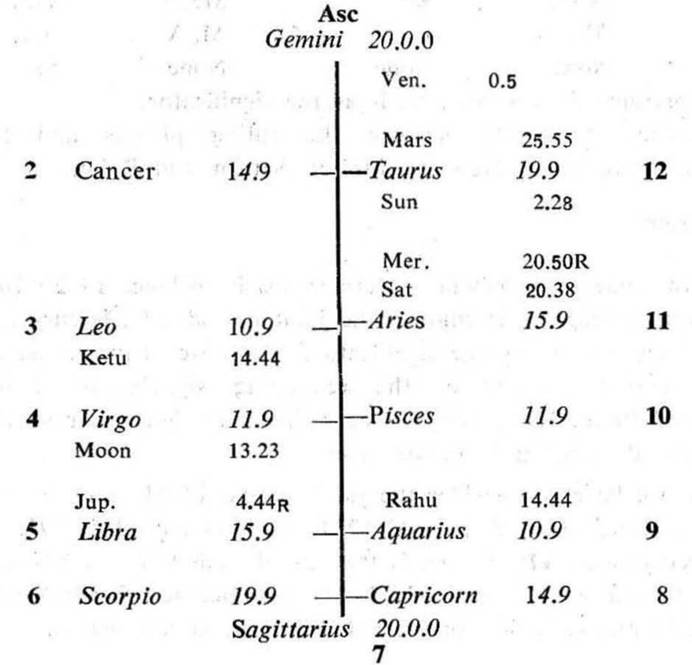 Asc
Gemini 20.0.0
Ven. 0.5
Mars 25.55
2 Cancer 14.9 Taurus 19.9 12
Sun 2.28
Mer. 20.50R
Sat 20.38
3 Leo 10.9 Aries 15.9 11
Ketu 14.44
4 Virgo 11.9 Pisces 11.9 10
Moon 13.23
Jup. 4.44R Rahu 14.44
5 Libra 15.9 Aquarius 10.9 9
6 Scorpio 19.9 Capricorn 14.9 8
Sagittarius 20.0.0
7